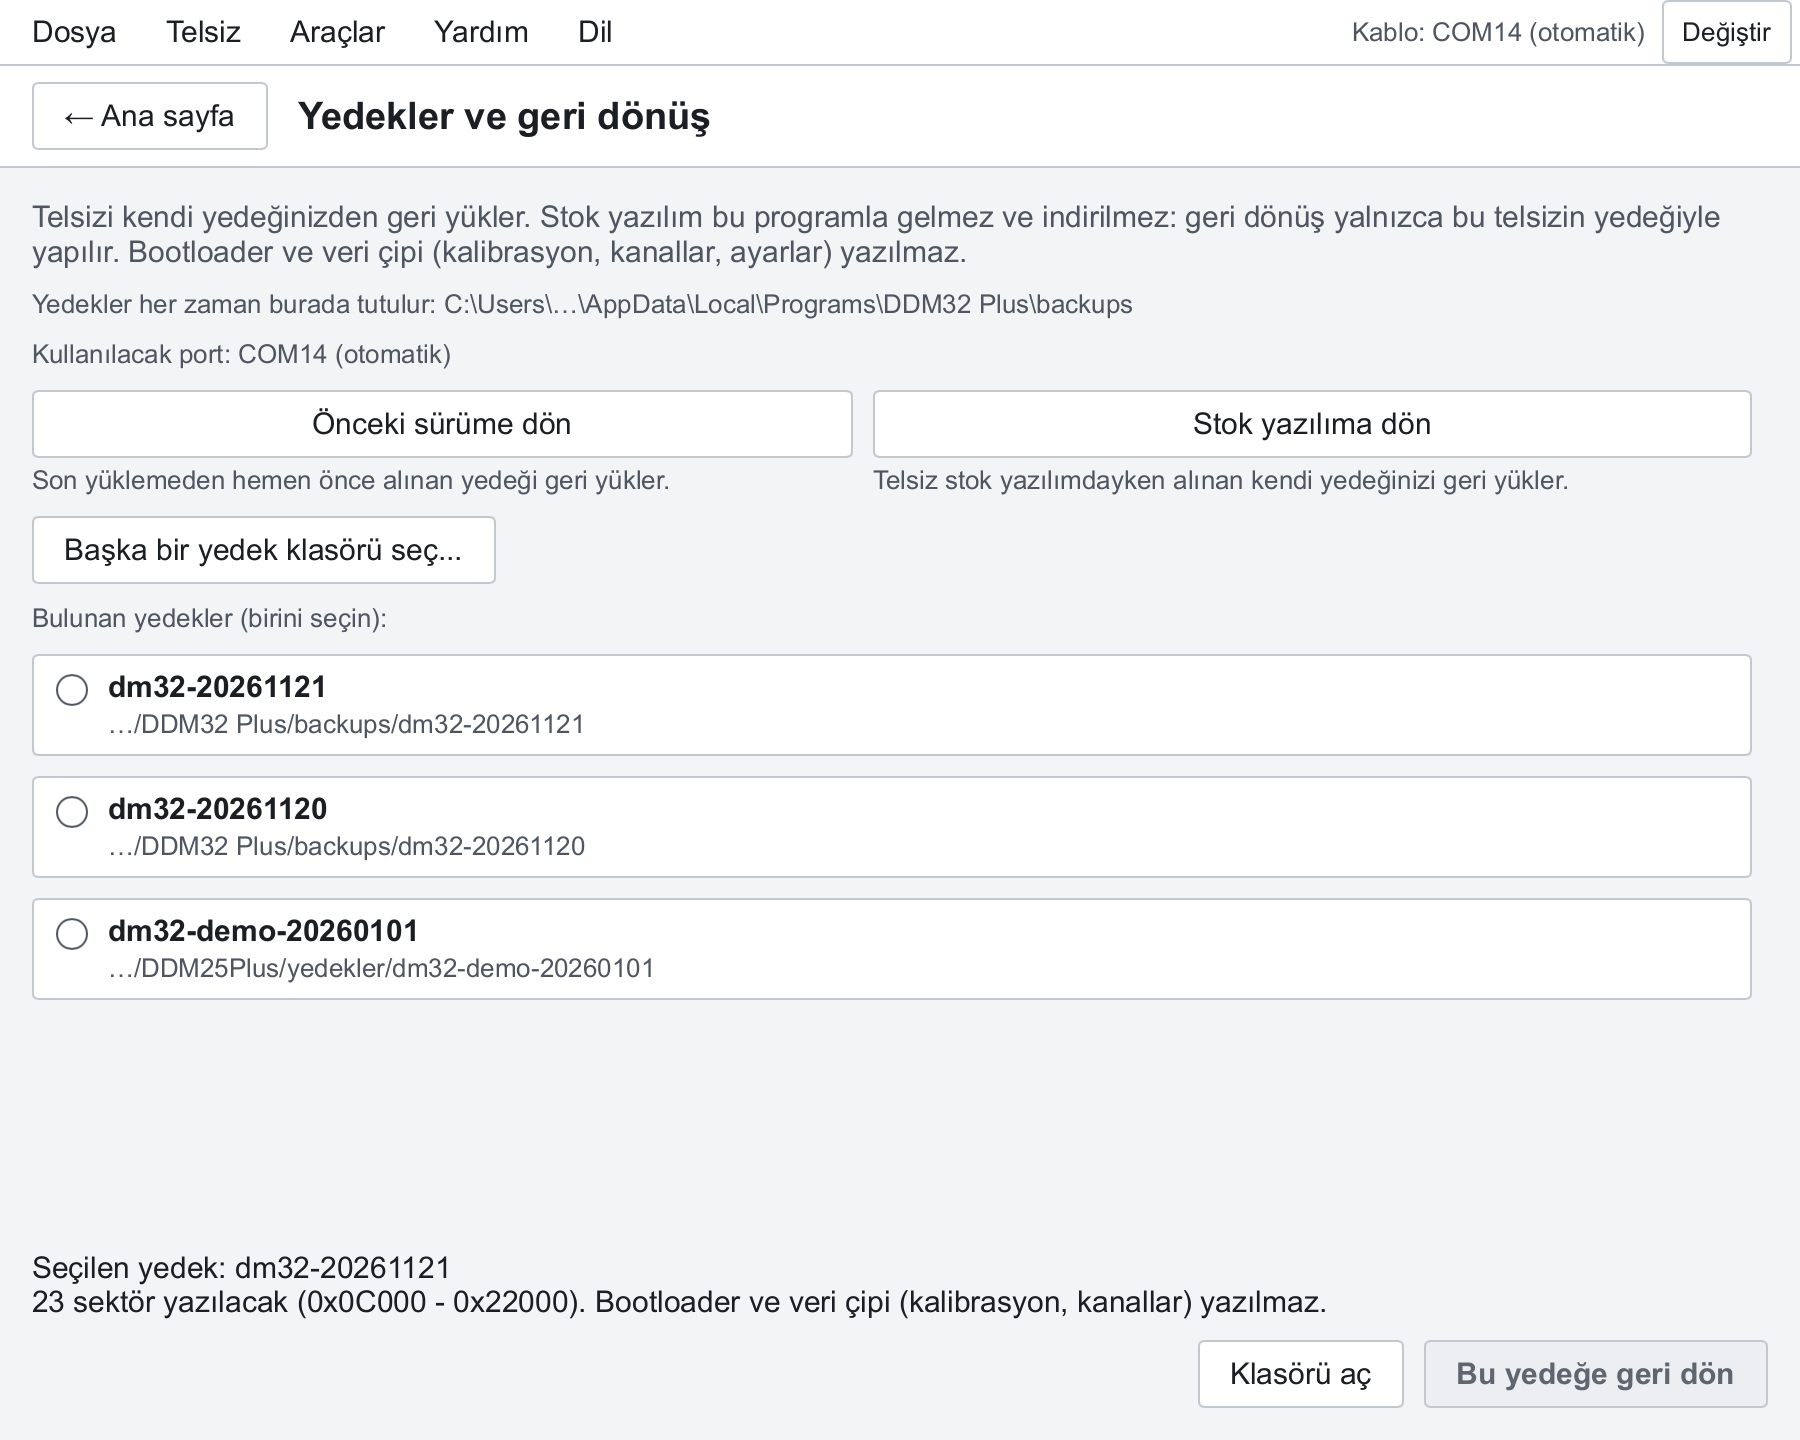 Dosya Telsiz Araçlar Yardım Dil Kablo: COM14 (otomatik) Değiştir
← Ana sayfa Yedekler ve geri dönüş
Telsizi kendi yedeğinizden geri yükler. Stok yazılım bu programla gelmez ve indirilmez: geri dönüş yalnızca bu telsizin yedeğiyle
yapılır. Bootloader ve veri çipi (kalibrasyon, kanallar, ayarlar) yazılmaz.
Yedekler her zaman burada tutulur: C:\Users\…\AppData\Local\Programs\DDM32 Plus\backups
Kullanılacak port: COM14 (otomatik)
Önceki sürüme dön Stok yazılıma dön
Son yüklemeden hemen önce alınan yedeği geri yükler. Telsiz stok yazılımdayken alınan kendi yedeğinizi geri yükler.
Başka bir yedek klasörü seç...
Bulunan yedekler (birini seçin):
dm32-20261121
…/DDM32 Plus/backups/dm32-20261121
dm32-20261120
…/DDM32 Plus/backups/dm32-20261120
dm32-demo-20260101
…/DDM25Plus/yedekler/dm32-demo-20260101
Seçilen yedek: dm32-20261121
23 sektör yazılacak (0x0C000 - 0x22000). Bootloader ve veri çipi (kalibrasyon, kanallar) yazılmaz.
Klasörü aç Bu yedeğe geri dön